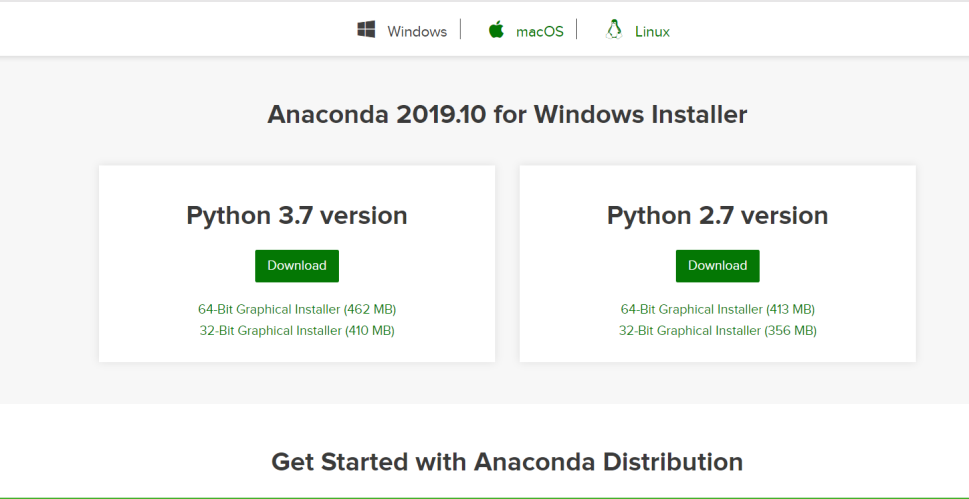 Windows
macOS
Linux
Anaconda 2019.10 for Windows Installer
Python 3.7 version
Download
64-Bit Graphical Installer (462 MB)
32-Bit Graphical Installer (410 MB)
Python 2.7 version
Download
64-Bit Graphical Installer (413 MB)
32-Bit Graphical Installer (356 MB)
Get Started with Anaconda Distribution